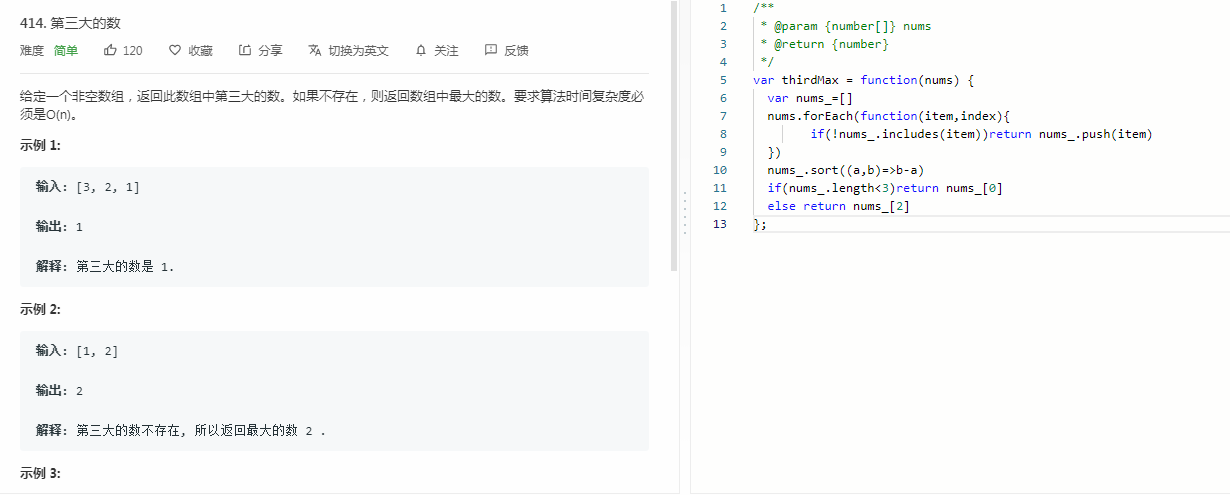 414. 第三大的数
难度 简单 120 收藏 分享 切换为英文 关注 反馈
给定一个非空数组，返回此数组中第三大的数。如果不存在，则返回数组中最大的数。要求算法时间复杂度必
须是O(n)。
示例 1:
输入: [3, 2, 1]
输出: 1
解释: 第三大的数是 1.
示例 2:
输入: [1, 2]
输出: 2
解释: 第三大的数不存在, 所以返回最大的数 2 .
示例 3:
1 /**
2 * @param {number[]} nums
3 * @return {number}
4 */
5 var thirdMax = function(nums) {
6 var nums_=[]
7 nums.forEach(function(item,index){
8 if(!nums_.includes(item))return nums_.push(item)
9 })
10 nums_.sort((a,b)=>b-a)
11 if(nums_.length<3)return nums_[0]
12 else return nums_[2]
13 };